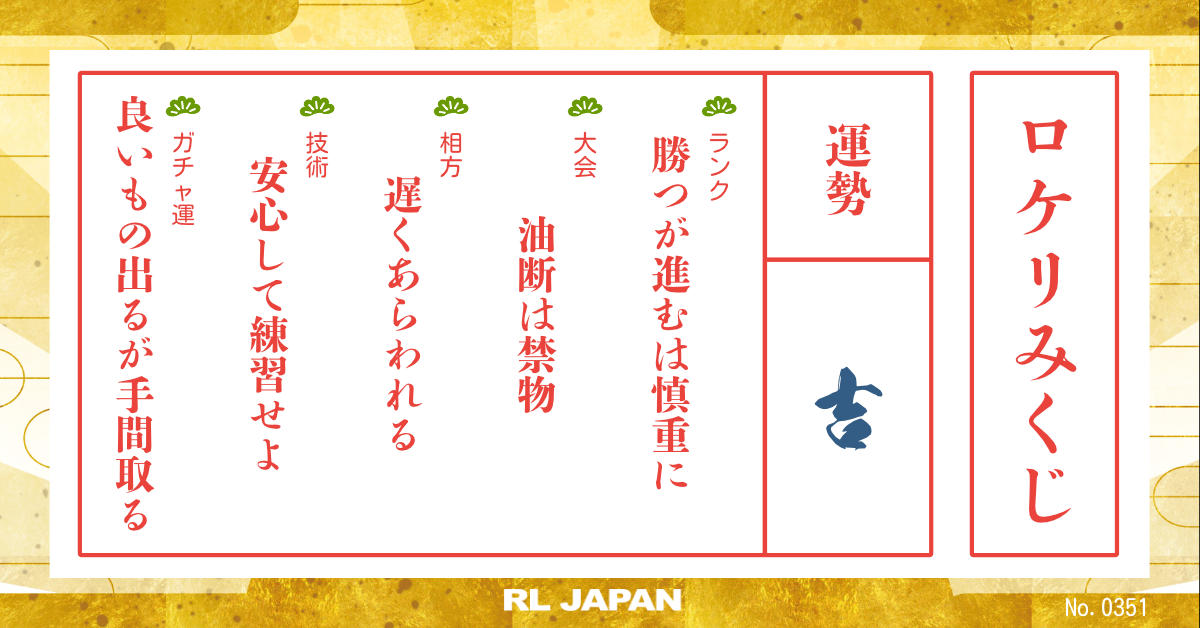 ロケリみくじ
運勢
吉
ランク
勝つが進むは慎重に
大会
油断は禁物
相方
遅くあらわれる
技術
安心して練習せよ
ガチャ運
良いもの出るが手間取る
RL JAPAN
No. 0351